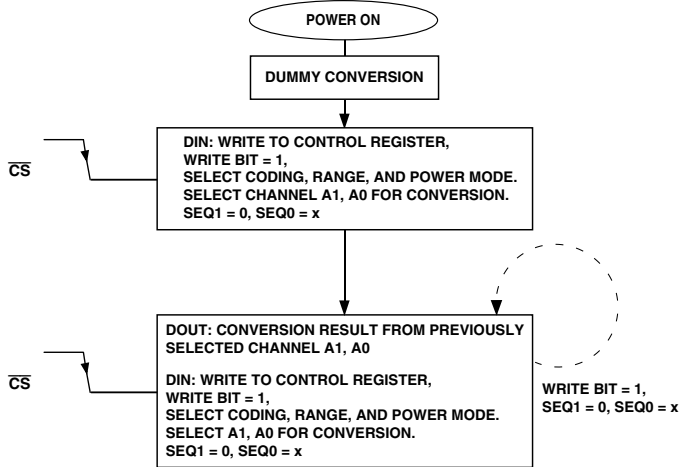 POWER ON
DUMMY CONVERSION
CS
DIN: WRITE TO CONTROL REGISTER,
WRITE BIT = 1,
SELECT CODING, RANGE, AND POWER MODE.
SELECT CHANNEL A1, A0 FOR CONVERSION.
SEQ1 = 0, SEQ0 = x
CS
DOUT: CONVERSION RESULT FROM PREVIOUSLY
SELECTED CHANNEL A1, A0
DIN: WRITE TO CONTROL REGISTER,
WRITE BIT = 1,
SELECT CODING, RANGE, AND POWER MODE.
SELECT A1, A0 FOR CONVERSION.
SEQ1 = 0, SEQ0 = x
WRITE BIT = 1,
SEQ1 = 0, SEQ0 = x